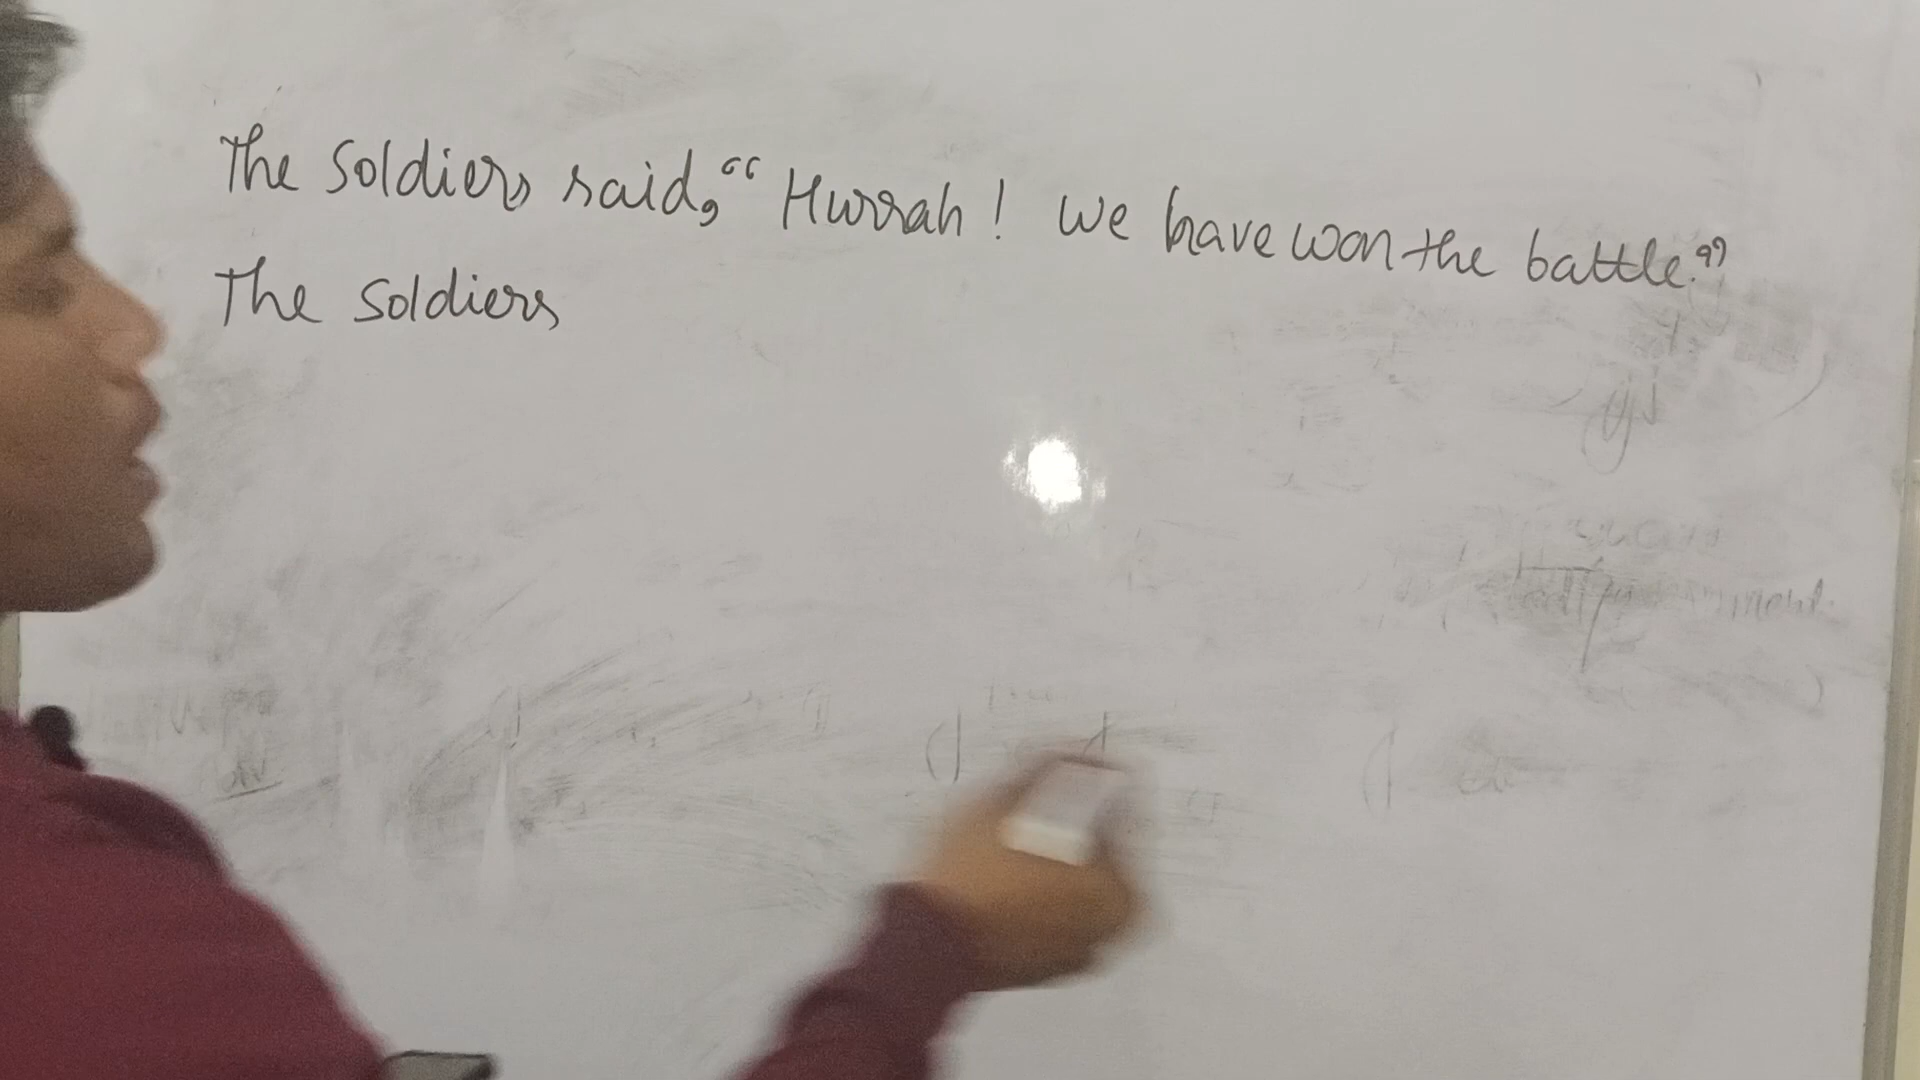 The Soldiers said, "Hurrah! We have won the battle."
The Soldiers